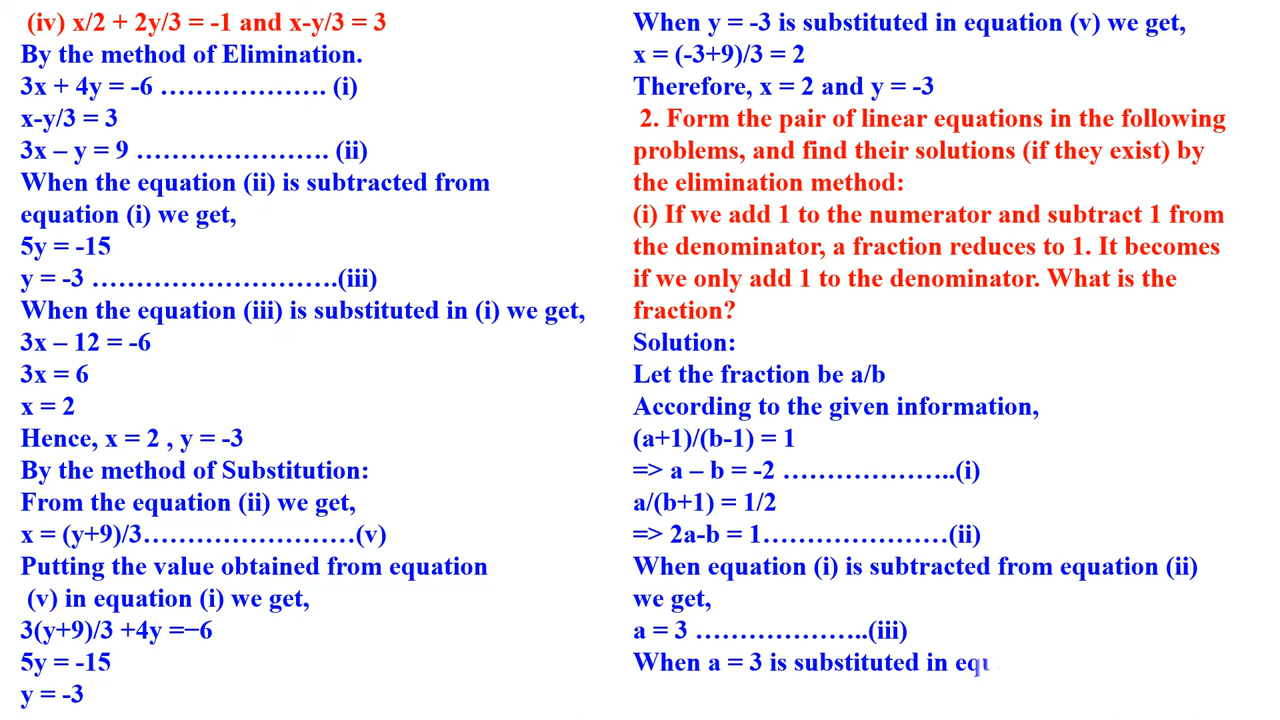 (iv) x/2 + 2y/3 = -1 and x-y/3 = 3
By the method of Elimination.
3x + 4y = -6 ………………. (i)
x-y/3 = 3
3x – y = 9 …………………. (ii)
When the equation (ii) is subtracted from
equation (i) we get,
5y = -15
y = -3 ……………………….(iii)
When the equation (iii) is substituted in (i) we get,
3x – 12 = -6
3x = 6
x = 2
Hence, x = 2 , y = -3
By the method of Substitution:
From the equation (ii) we get,
x = (y+9)/3……………………(v)
Putting the value obtained from equation
(v) in equation (i) we get,
3(y+9)/3 +4y =−6
5y = -15
y = -3
When y = -3 is substituted in equation (v) we get,
x = (-3+9)/3 = 2
Therefore, x = 2 and y = -3
2. Form the pair of linear equations in the following
problems, and find their solutions (if they exist) by
the elimination method:
(i) If we add 1 to the numerator and subtract 1 from
the denominator, a fraction reduces to 1. It becomes
if we only add 1 to the denominator. What is the
fraction?
Solution:
Let the fraction be a/b
According to the given information,
(a+1)/(b-1) = 1
=> a – b = -2 ………………..(i)
a/(b+1) = 1/2
=> 2a-b = 1…………………(ii)
When equation (i) is subtracted from equation (ii)
we get,
a = 3 ………………..(iii)
When a = 3 is substituted in